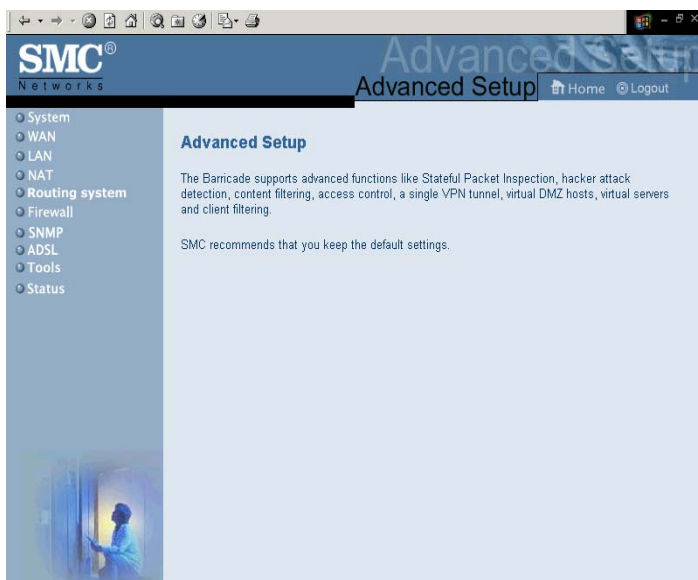 SMC®
Networks
Advanced Setup
Advanced Setup
Home
Logout
System
WAN
LAN
NAT
Routing system
Firewall
SNMP
ADSL
Tools
Status
Advanced Setup
The Barricade supports advanced functions like Stateful Packet Inspection, hacker attack
detection, content filtering, access control, a single VPN tunnel, virtual DMZ hosts, virtual servers
and client filtering.
SMC recommends that you keep the default settings.